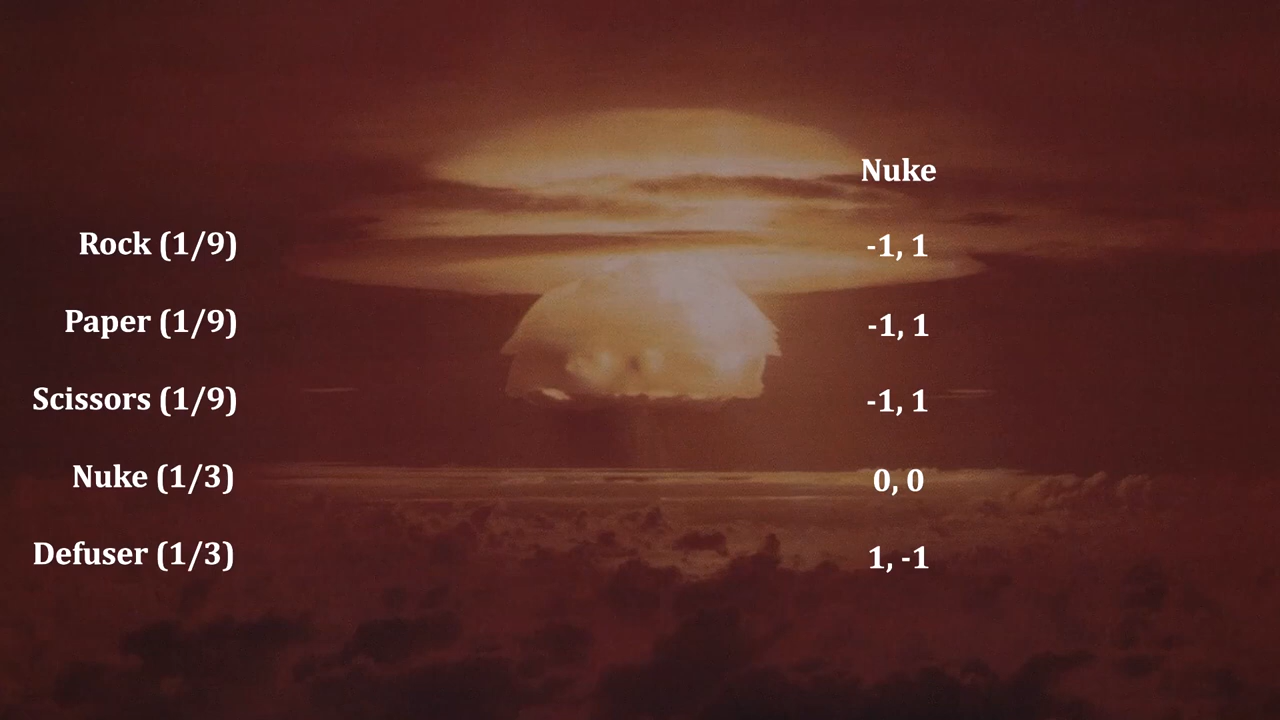 Nuke
Rock (1/9) -1, 1
Paper (1/9) -1, 1
Scissors (1/9) -1, 1
Nuke (1/3) 0, 0
Defuser (1/3) 1, -1